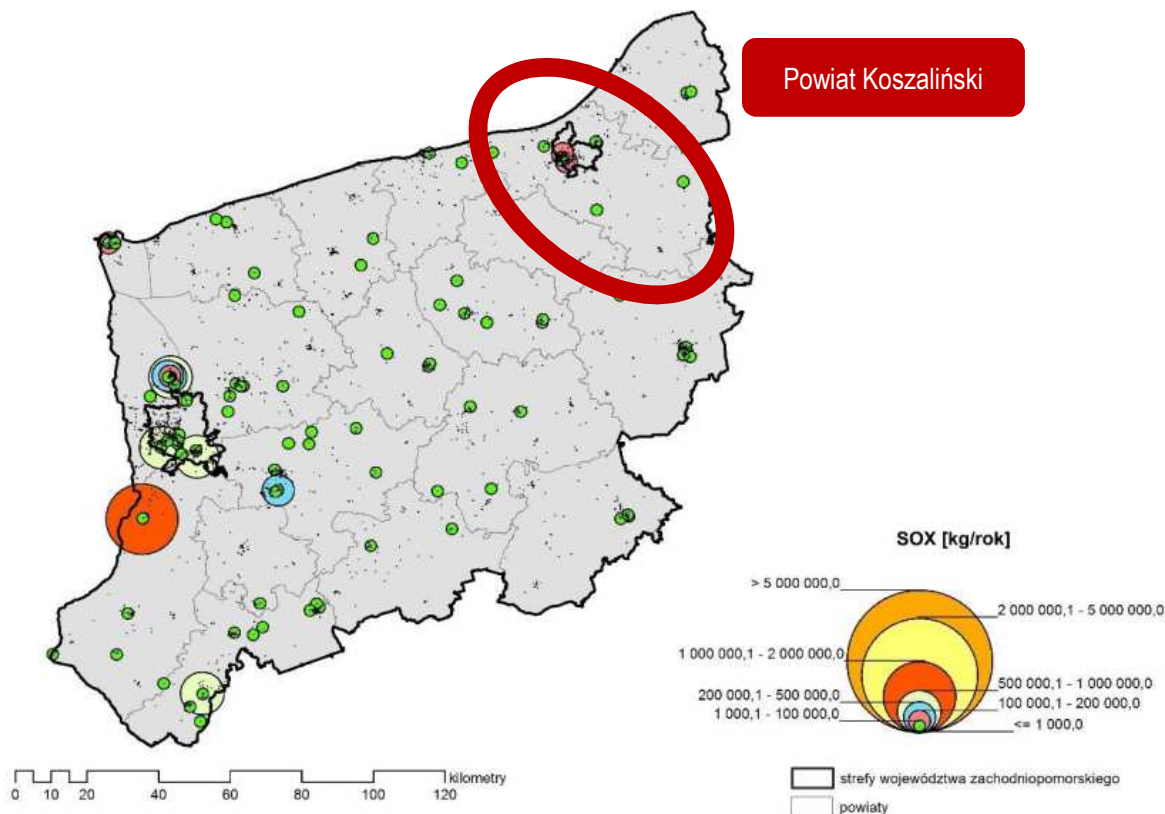 Powiat Koszaliński
SOX [kg/rok]
> 5 000 000,0
2 000 000,1 - 5 000 000,0
1 000 000,1 - 2 000 000,0
500 000,1 - 1 000 000,0
200 000,1 - 500 000,0
100 000,1 - 200 000,0
1 000,1 - 100 000,0
<= 1 000,0
kilometry
0 10 20 40 60 80 100 120
strefy województwa zachodniopomorskiego
powiaty